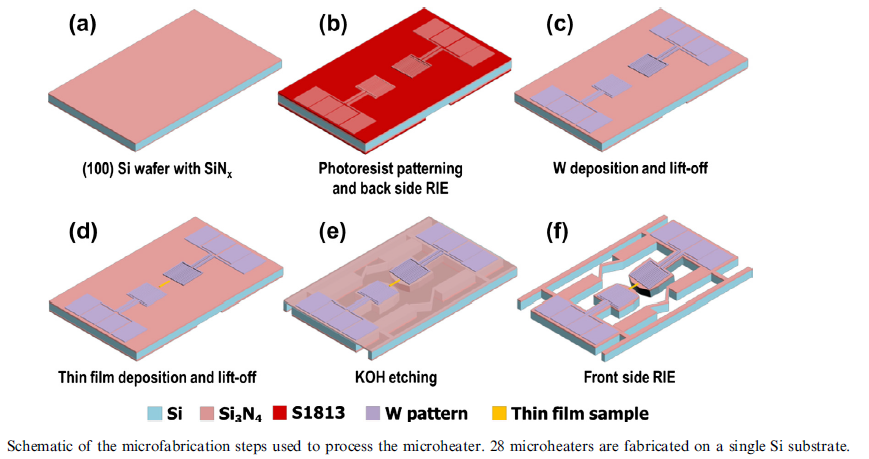 (a)
(b)
(c)
(100) Si wafer with SiNₓ
Photoresist patterning
and back side RIE
W deposition and lift-off
(d)
(e)
(f)
Thin film deposition and lift-off
KOH etching
Front side RIE
Si
Si₃N₄
S1813
W pattern
Thin film sample
Schematic of the microfabrication steps used to process the microheater. 28 microheaters are fabricated on a single Si substrate.